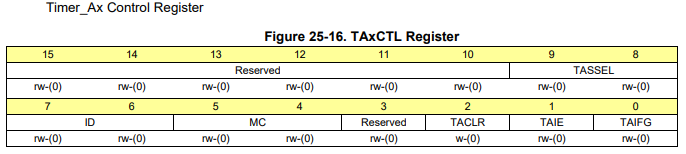 Timer_Ax Control Register
Figure 25-16. TAxCTL Register
15 14 13 12 11 10 9 8
Reserved TASSEL
rw-(0) rw-(0) rw-(0) rw-(0) rw-(0) rw-(0) rw-(0) rw-(0)
7 6 5 4 3 2 1 0
ID MC Reserved TACLR TAIE TAIFG
rw-(0) rw-(0) rw-(0) rw-(0) rw-(0) w-(0) rw-(0) rw-(0)